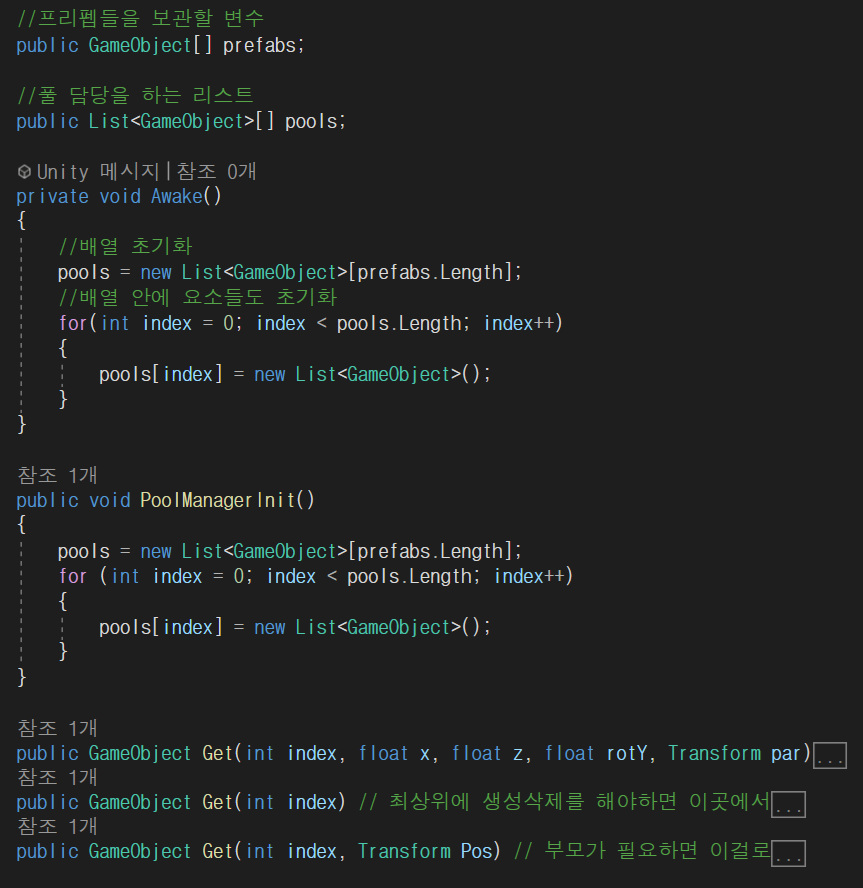 //프리펩들을 보관할 변수
public GameObject[] prefabs;
//풀 담당을 하는 리스트
public List<GameObject>[] pools;
Unity 메시지|참조 0개
private void Awake()
{
//배열 초기화
pools = new List<GameObject>[prefabs.Length];
//배열 안에 요소들도 초기화
for(int index = 0; index < pools.Length; index++)
{
pools[index] = new List<GameObject>();
}
}
참조 1개
public void PoolManagerInit()
{
pools = new List<GameObject>[prefabs.Length];
for (int index = 0; index < pools.Length; index++)
{
pools[index] = new List<GameObject>();
}
}
참조 1개
public GameObject Get(int index, float x, float z, float rotY, Transform par)...
참조 1개
public GameObject Get(int index) // 최상위에 생성삭제를 해야하면 이곳에서...
참조 1개
public GameObject Get(int index, Transform Pos) // 부모가 필요하면 이걸로...